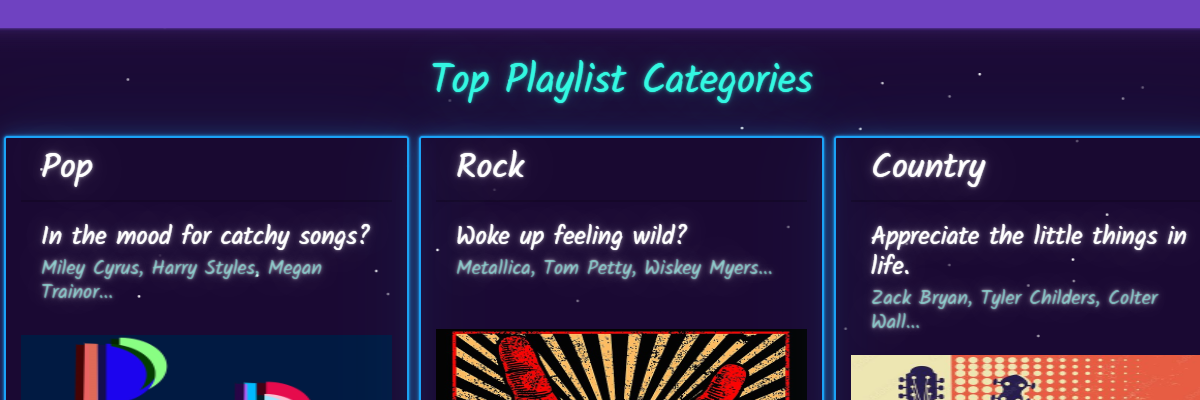 Top Playlist Categories
Pop
In the mood for catchy songs?
Miley Cyrus, Harry Styles, Megan
Trainor...
Rock
Woke up feeling wild?
Metallica, Tom Petty, Wiskey Myers...
Country
Appreciate the little things in
life.
Zack Bryan, Tyler Childers, Colter
Wall...